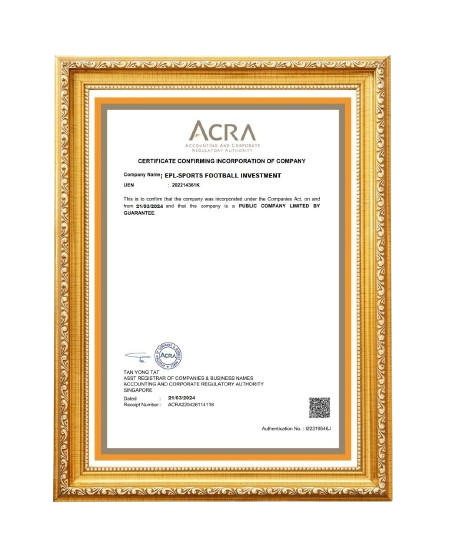 ACRA
ACCOUNTING AND CORPORATE
REGULATORY AUTHORITY
CERTIFICATE CONFIRMING INCORPORATION OF COMPANY
Company Name : EPL-SPORTS FOOTBALL INVESTMENT
UEN : 202214361K
This is to confirm that the company was incorporated under the Companies Act, on and
from 21/03/2024 and that the company is a PUBLIC COMPANY LIMITED BY
GUARANTEE.
ACRA
TAN YONG TAT
ASST REGISTRAR OF COMPANIES & BUSINESS NAMES
ACCOUNTING AND CORPORATE REGULATORY AUTHORITY
SINGAPORE
Dated : 21/03/2024
Receipt Number : ACRA220426114116
Authentication No. : I22319546J